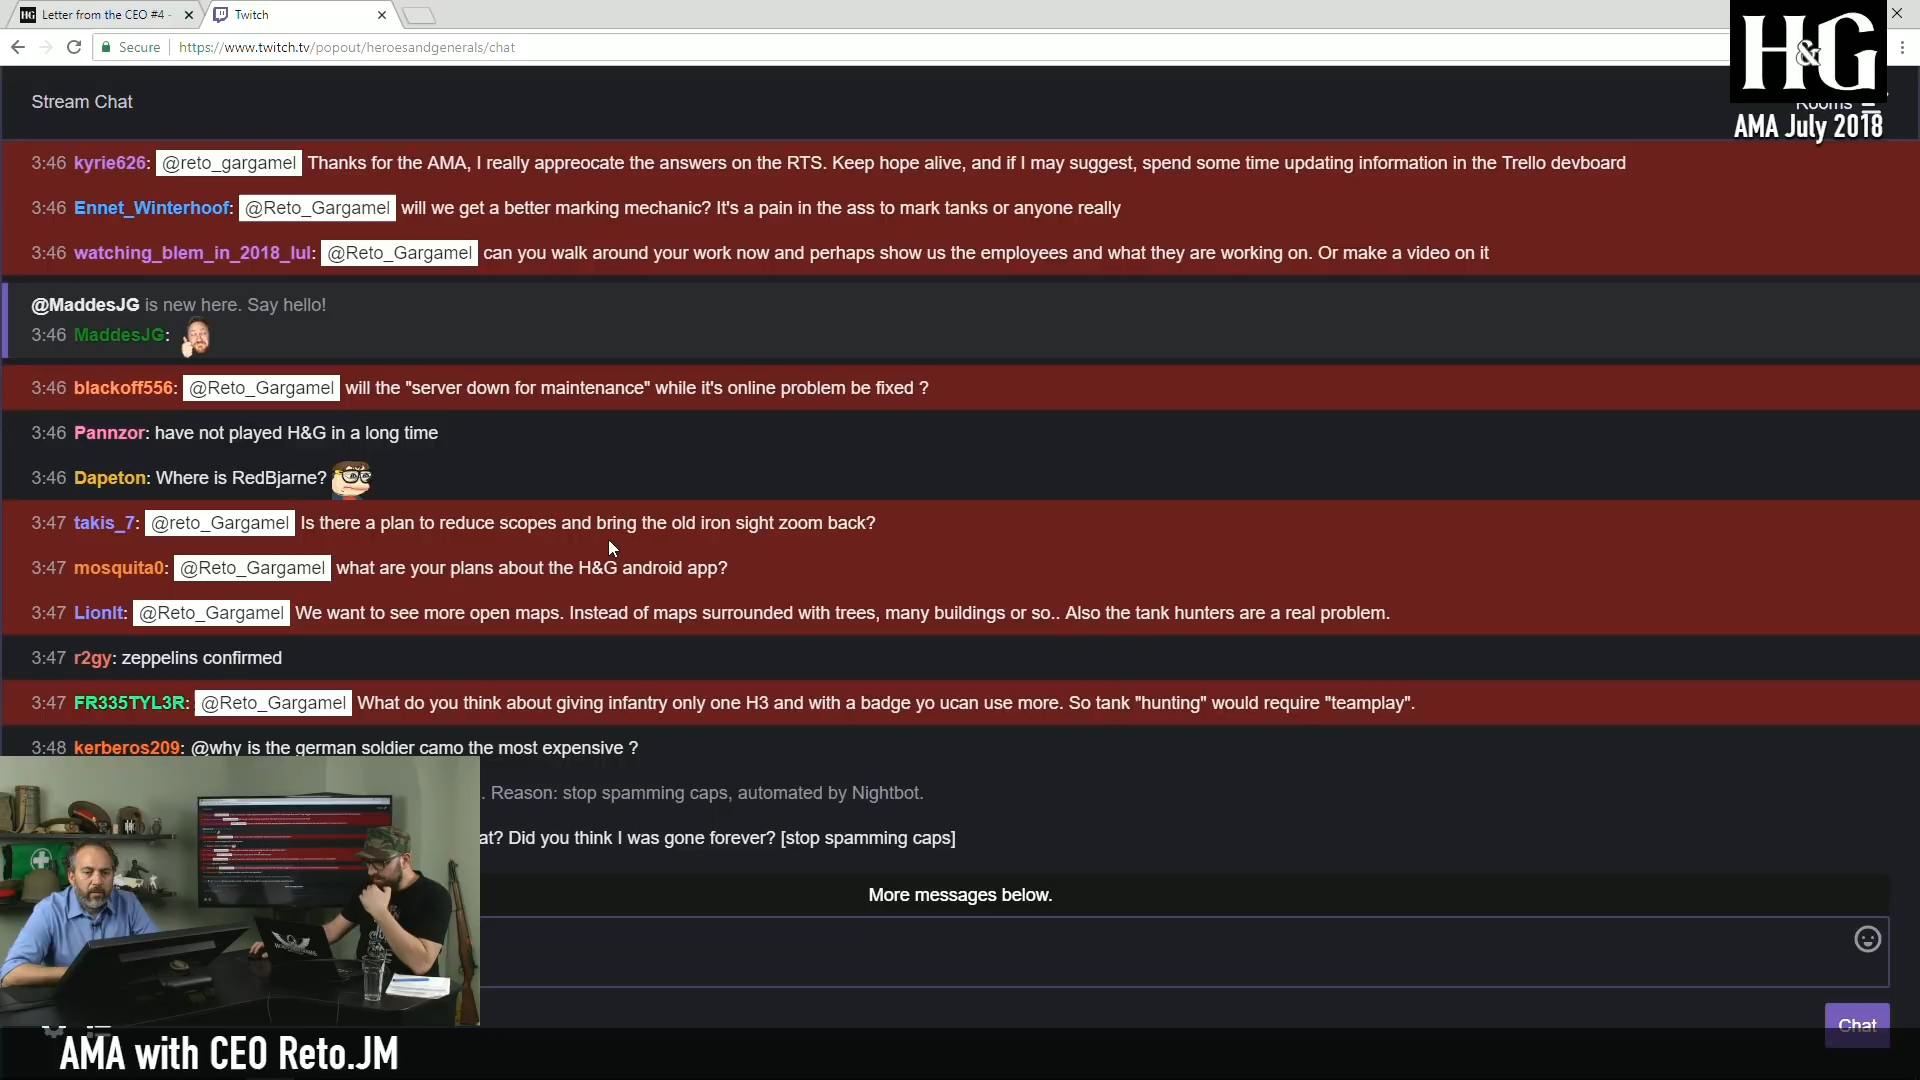 Letter from the CEO #4 -
Twitch
Secure
https://www.twitch.tv/popout/heroesandgenerals/chat
H&G
Stream Chat
Rooms
AMA July 2018
3:46 kyrie626: @reto_gargamel Thanks for the AMA, I really appreocate the answers on the RTS. Keep hope alive, and if I may suggest, spend some time updating information in the Trello devboard
3:46 Ennet_Winterhoof: @Reto_Gargamel will we get a better marking mechanic? It's a pain in the ass to mark tanks or anyone really
3:46 watching_blem_in_2018_lul: @Reto_Gargamel can you walk around your work now and perhaps show us the employees and what they are working on. Or make a video on it
@MaddesJG is new here. Say hello!
3:46 MaddesJG:
3:46 blackoff556: @Reto_Gargamel will the "server down for maintenance" while it's online problem be fixed ?
3:46 Pannzor: have not played H&G in a long time
3:46 Dapeton: Where is RedBjarne?
3:47 takis_7: @reto_Gargamel Is there a plan to reduce scopes and bring the old iron sight zoom back?
3:47 mosquita0: @Reto_Gargamel what are your plans about the H&G android app?
3:47 LionIt: @Reto_Gargamel We want to see more open maps. Instead of maps surrounded with trees, many buildings or so.. Also the tank hunters are a real problem.
3:47 r2gy: zeppelins confirmed
3:47 FR335TYL3R: @Reto_Gargamel What do you think about giving infantry only one H3 and with a badge yo ucan use more. So tank "hunting" would require "teamplay".
3:48 kerberos209: @why is the german soldier camo the most expensive ?
. Reason: stop spamming caps, automated by Nightbot.
at? Did you think I was gone forever? [stop spamming caps]
More messages below.
Chat
AMA with CEO Reto.JM